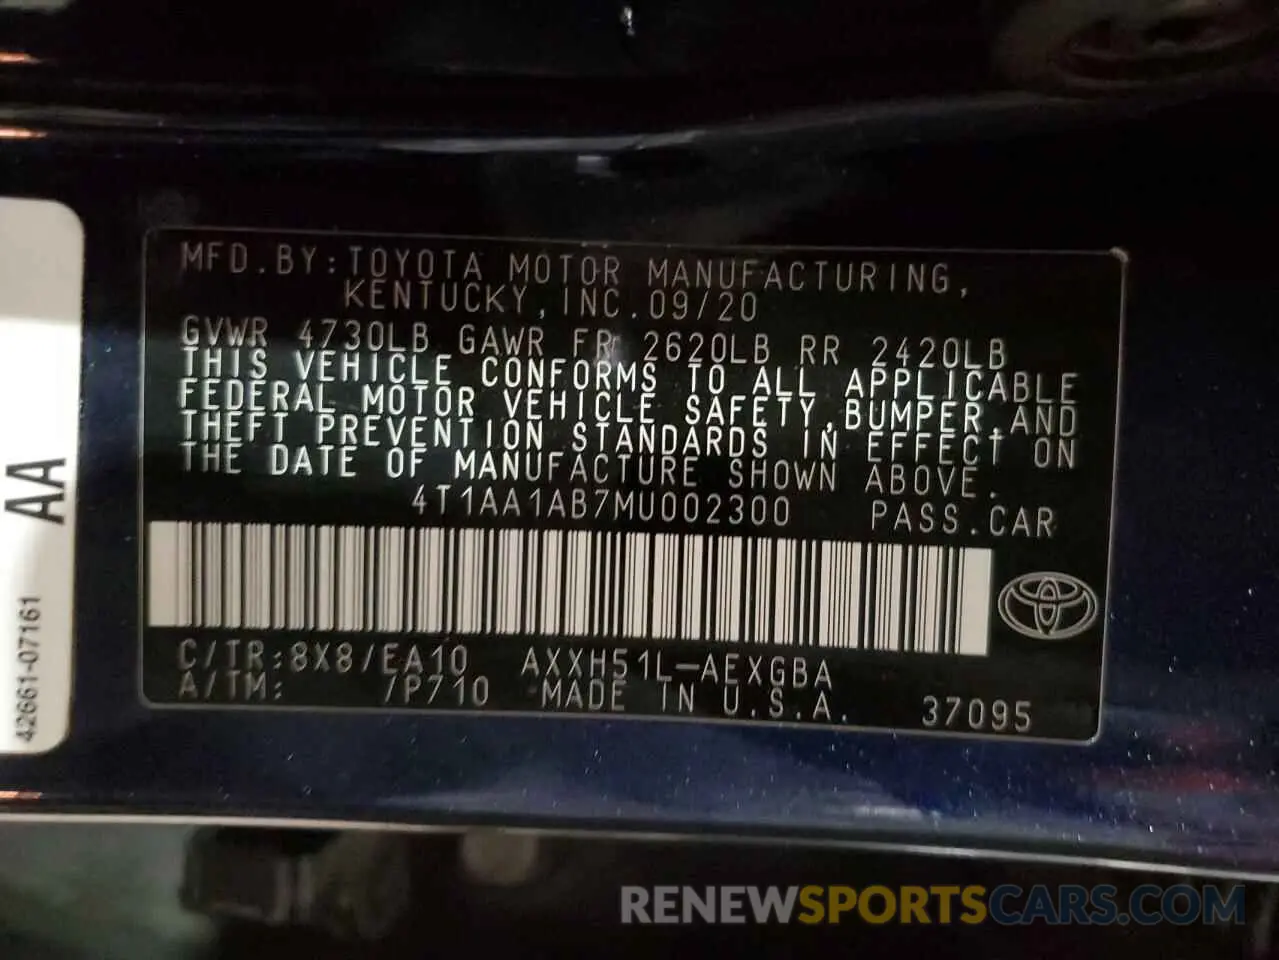 MFD.BY:TOYOTA MOTOR MANUFACTURING,
KENTUCKY,INC.09/20
GVWR 4730LB GAWR FR 2620LB RR 2420LB
THIS VEHICLE CONFORMS TO ALL APPLICABLE
FEDERAL MOTOR VEHICLE SAFETY,BUMPER,AND
THEFT PREVENTION STANDARDS IN EFFECT ON
THE DATE OF MANUFACTURE SHOWN ABOVE.
4T1AA1AB7MU002300 PASS.CAR
C/TR:8X8/EA10 AXXH51L-AEXGBA
A/TM: /P710 MADE IN U.S.A. 37095
AA
42661-07161
RENEWSPORTSCARS.COM